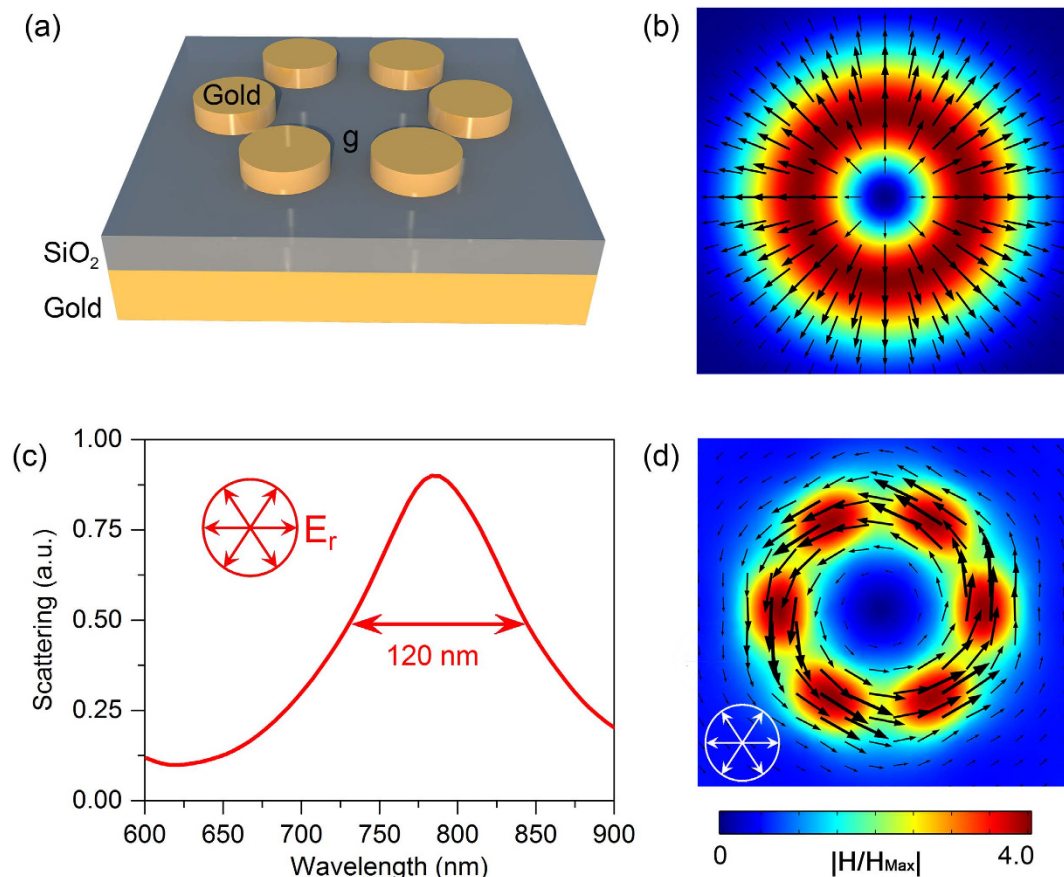 (a)
Gold
g
SiO₂
Gold
(b)
(c)
1.00
0.75
0.50
0.25
0.00
Scattering (a.u.)
Eᵣ
120 nm
600 650 700 750 800 850 900
Wavelength (nm)
(d)
0 4.0
|H/Hₘₐₓ|